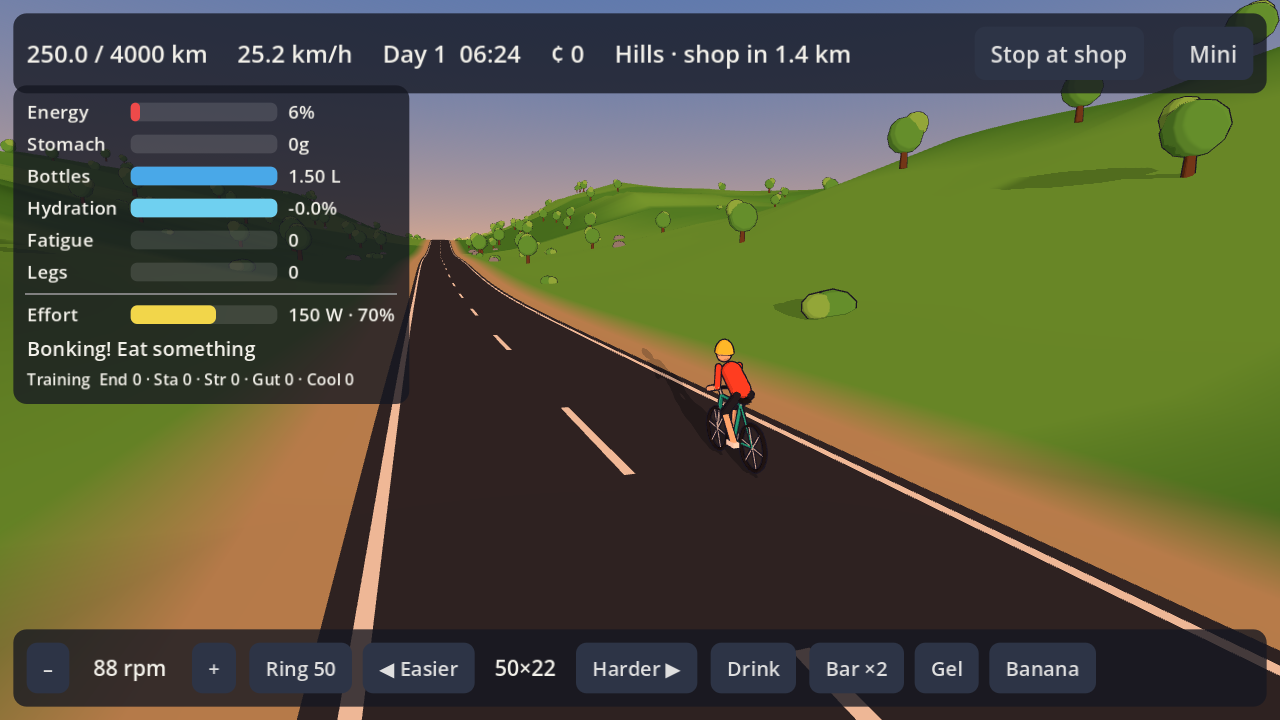 250.0 / 4000 km 25.2 km/h Day 1 06:24 ¢ 0 Hills · shop in 1.4 km Stop at shop Mini
Energy 6%
Stomach 0g
Bottles 1.50 L
Hydration -0.0%
Fatigue 0
Legs 0
Effort 150 W · 70%
Bonking! Eat something
Training End 0 · Sta 0 · Str 0 · Gut 0 · Cool 0
– 88 rpm + Ring 50 ◀ Easier 50×22 Harder ▶ Drink Bar ×2 Gel Banana